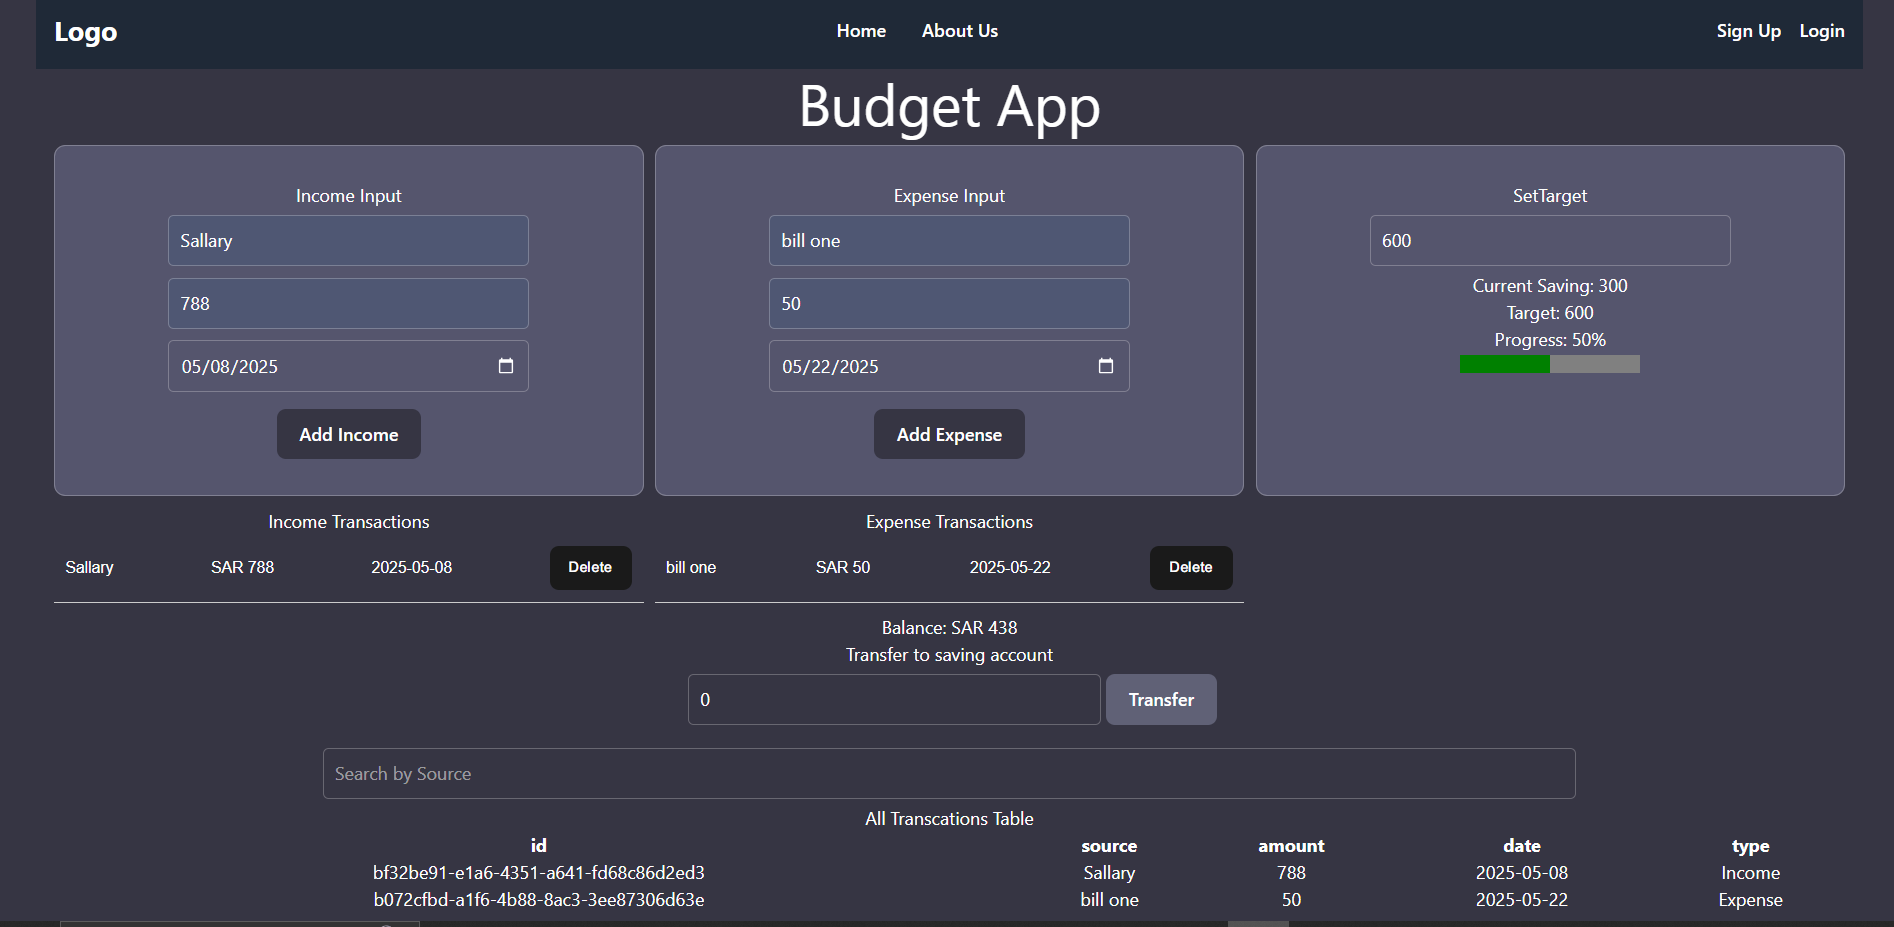 Logo Home About Us Sign Up Login
Budget App
Income Input
Sallary
788
05/08/2025
Add Income
Expense Input
bill one
50
05/22/2025
Add Expense
SetTarget
600
Current Saving: 300
Target: 600
Progress: 50%
Income Transactions
Sallary SAR 788 2025-05-08 Delete
Expense Transactions
bill one SAR 50 2025-05-22 Delete
Balance: SAR 438
Transfer to saving account
0 Transfer
Search by Source
All Transcations Table
id source amount date type
bf32be91-e1a6-4351-a641-fd68c86d2ed3 Sallary 788 2025-05-08 Income
b072cfbd-a1f6-4b88-8ac3-3ee87306d63e bill one 50 2025-05-22 Expense